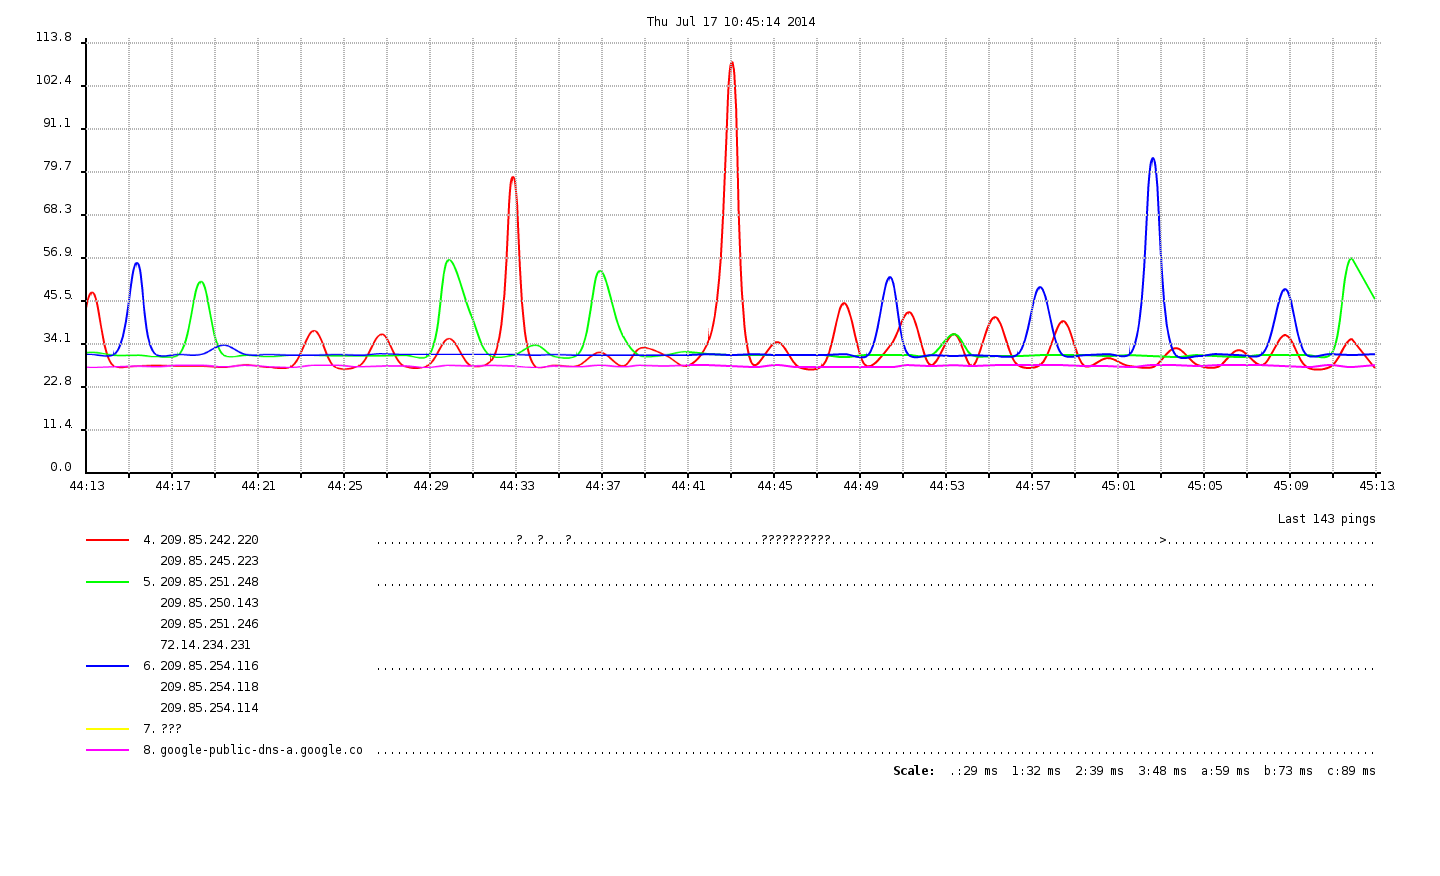 Thu Jul 17 10:45:14 2014
113.8
102.4
91.1
79.7
68.3
56.9
45.5
34.1
22.8
11.4
0.0
44:13 44:17 44:21 44:25 44:29 44:33 44:37 44:41 44:45 44:49 44:53 44:57 45:01 45:05 45:09 45:13
Last 143 pings
4. 209.85.242.220 ....................?..?...?...........................??????????...............................................>..............................
209.85.245.223
5. 209.85.251.248 ...............................................................................................................................................
209.85.250.143
209.85.251.246
72.14.234.231
6. 209.85.254.116 ...............................................................................................................................................
209.85.254.118
209.85.254.114
7. ???
8. google-public-dns-a.google.co ...............................................................................................................................................
Scale: .:29 ms 1:32 ms 2:39 ms 3:48 ms a:59 ms b:73 ms c:89 ms